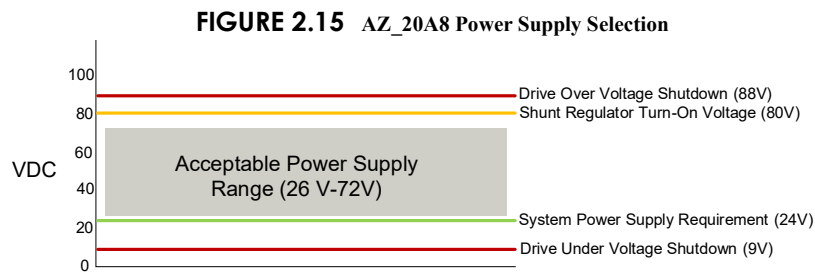 FIGURE 2.15 AZ_20A8 Power Supply Selection
100
Drive Over Voltage Shutdown (88V)
80
Shunt Regulator Turn-On Voltage (80V)
60
VDC
Acceptable Power Supply
Range (26 V-72V)
40
20
System Power Supply Requirement (24V)
Drive Under Voltage Shutdown (9V)
0